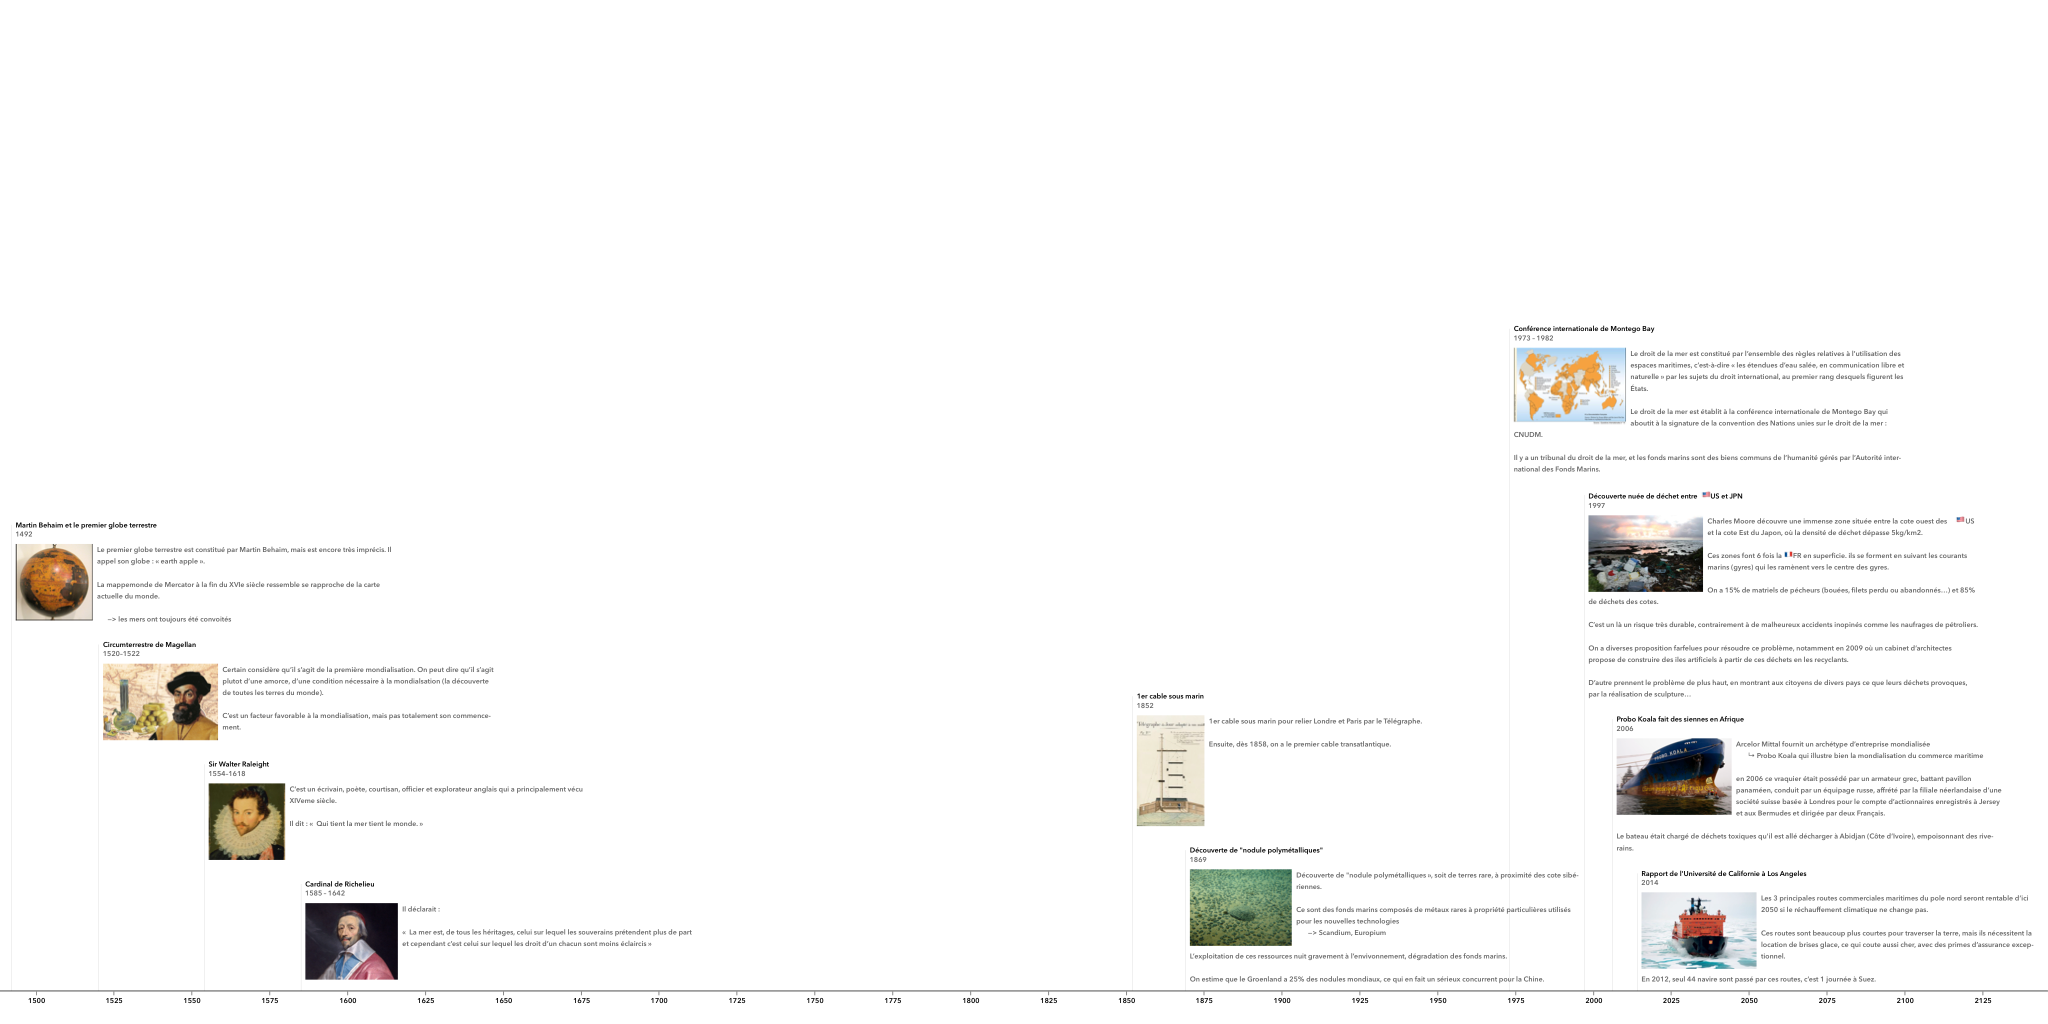 Conférence internationale de Montego Bay
1973 - 1982
Le droit de la mer est constitué par l'ensemble des règles relatives à l'utilisation des
espaces maritimes, c'est-à-dire « les étendues d'eau salée, en communication libre et
naturelle » par les sujets du droit international, au premier rang desquels figurent les
États.
Le droit de la mer est établit à la conférence internationale de Montego Bay qui
aboutit à la signature de la convention des Nations unies sur le droit de la mer :
CNUDM.
Il y a un tribunal du droit de la mer, et les fonds marins sont des biens communs de l'humanité gérés par l'Autorité inter-
national des Fonds Marins.
Découverte nuée de déchet entre 🇺🇸US et JPN
1997
Charles Moore découvre une immense zone située entre la cote ouest des 🇺🇸US
et la cote Est du Japon, où la densité de déchet dépasse 5kg/km2.
Ces zones font 6 fois la 🇫🇷FR en superficie. ils se forment en suivant les courants
marins (gyres) qui les ramènent vers le centre des gyres.
On a 15% de matriels de pécheurs (bouées, filets perdu ou abandonnés…) et 85%
de déchets des cotes.
C'est un là un risque très durable, contrairement à de malheureux accidents inopinés comme les naufrages de pétroliers.
On a diverses proposition farfelues pour résoudre ce problème, notamment en 2009 où un cabinet d'architectes
propose de construire des îles artificiels à partir de ces déchets en les recyclants.
D'autre prennent le problème de plus haut, en montrant aux citoyens de divers pays ce que leurs déchets provoques,
par la réalisation de sculpture…
Martin Behaim et le premier globe terrestre
1492
Le premier globe terrestre est constitué par Martin Behaim, mais est encore très imprécis. Il
appel son globe : « earth apple ».
La mappemonde de Mercator à la fin du XVIe siècle ressemble se rapproche de la carte
actuelle du monde.
--> les mers ont toujours été convoités
Circumterrestre de Magellan
1520-1522
Certain considère qu'il s'agit de la première mondialisation. On peut dire qu'il s'agit
plutot d'une amorce, d'une condition nécessaire à la mondialsation (la découverte
de toutes les terres du monde).
C'est un facteur favorable à la mondialisation, mais pas totalement son commence-
ment.
1er cable sous marin
1852
1er cable sous marin pour relier Londre et Paris par le Télégraphe.
Ensuite, dès 1858, on a le premier cable transatlantique.
Probo Koala fait des siennes en Afrique
2006
PROBO KOALA
Arcelor Mittal fournit un archétype d'entreprise mondialisée
↪ Probo Koala qui illustre bien la mondialisation du commerce maritime
en 2006 ce vraquier était possédé par un armateur grec, battant pavillon
panaméen, conduit par un équipage russe, affrété par la filiale néerlandaise d'une
société suisse basée à Londres pour le compte d'actionnaires enregistrés à Jersey
et aux Bermudes et dirigée par deux Français.
Le bateau était chargé de déchets toxiques qu'il est allé décharger à Abidjan (Côte d'Ivoire), empoisonnant des rive-
rains.
Sir Walter Raleight
1554-1618
C'est un écrivain, poète, courtisan, officier et explorateur anglais qui a principalement vécu
XIVeme siècle.
Il dit : « Qui tient la mer tient le monde. »
Découverte de "nodule polymétalliques"
1869
Découverte de "nodule polymétalliques », soit de terres rare, à proximité des cote sibé-
riennes.
Ce sont des fonds marins composés de métaux rares à propriété particulières utilisés
pour les nouvelles technologies
--> Scandium, Europium
L'exploitation de ces ressources nuit gravement à l'environnement, dégradation des fonds marins.
On estime que le Groenland a 25% des nodules mondiaux, ce qui en fait un sérieux concurrent pour la Chine.
Rapport de l'Université de Californie à Los Angeles
2014
Les 3 principales routes commerciales maritimes du pole nord seront rentable d'ici
2050 si le réchauffement climatique ne change pas.
Ces routes sont beaucoup plus courtes pour traverser la terre, mais ils nécessitent la
location de brises glace, ce qui coute aussi cher, avec des primes d'assurance excep-
tionnel.
En 2012, seul 44 navire sont passé par ces routes, c'est 1 journée à Suez.
Cardinal de Richelieu
1585 - 1642
Il déclarait :
« La mer est, de tous les héritages, celui sur lequel les souverains prétendent plus de part
et cependant c'est celui sur lequel les droit d'un chacun sont moins éclaircis »
1500 1525 1550 1575 1600 1625 1650 1675 1700 1725 1750 1775 1800 1825 1850 1875 1900 1925 1950 1975 2000 2025 2050 2075 2100 2125